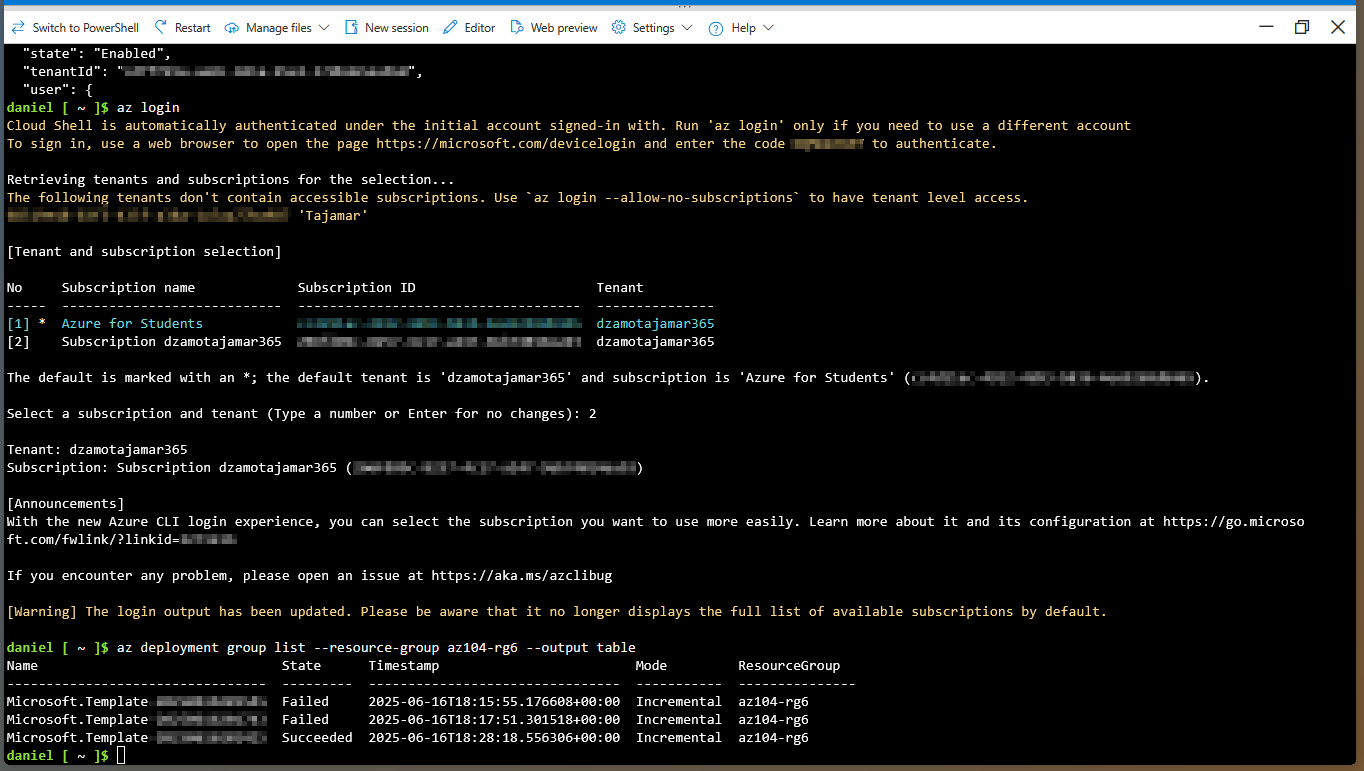 Switch to PowerShell Restart Manage files New session Editor Web preview Settings Help
"state": "Enabled",
"tenantId": "
"user": {
daniel [ ~ ]$ az login
Cloud Shell is automatically authenticated under the initial account signed-in with. Run 'az login' only if you need to use a different account
To sign in, use a web browser to open the page https://microsoft.com/devicelogin and enter the code to authenticate.
Retrieving tenants and subscriptions for the selection...
The following tenants don't contain accessible subscriptions. Use `az login --allow-no-subscriptions` to have tenant level access.
'Tajamar'
[Tenant and subscription selection]
No Subscription name Subscription ID Tenant
----- ---------------------------- ------------------------------------ ---------------
[1] * Azure for Students dzamotajamar365
[2] Subscription dzamotajamar365 dzamotajamar365
The default is marked with an *; the default tenant is 'dzamotajamar365' and subscription is 'Azure for Students' ( ).
Select a subscription and tenant (Type a number or Enter for no changes): 2
Tenant: dzamotajamar365
Subscription: Subscription dzamotajamar365 ( )
[Announcements]
With the new Azure CLI login experience, you can select the subscription you want to use more easily. Learn more about it and its configuration at https://go.microso
ft.com/fwlink/?linkid=
If you encounter any problem, please open an issue at https://aka.ms/azclibug
[Warning] The login output has been updated. Please be aware that it no longer displays the full list of available subscriptions by default.
daniel [ ~ ]$ az deployment group list --resource-group az104-rg6 --output table
Name State Timestamp Mode ResourceGroup
--------------------------------- --------- -------------------------------- ----------- ---------------
Microsoft.Template Failed 2025-06-16T18:15:55.176608+00:00 Incremental az104-rg6
Microsoft.Template Failed 2025-06-16T18:17:51.301518+00:00 Incremental az104-rg6
Microsoft.Template Succeeded 2025-06-16T18:28:18.556306+00:00 Incremental az104-rg6
daniel [ ~ ]$